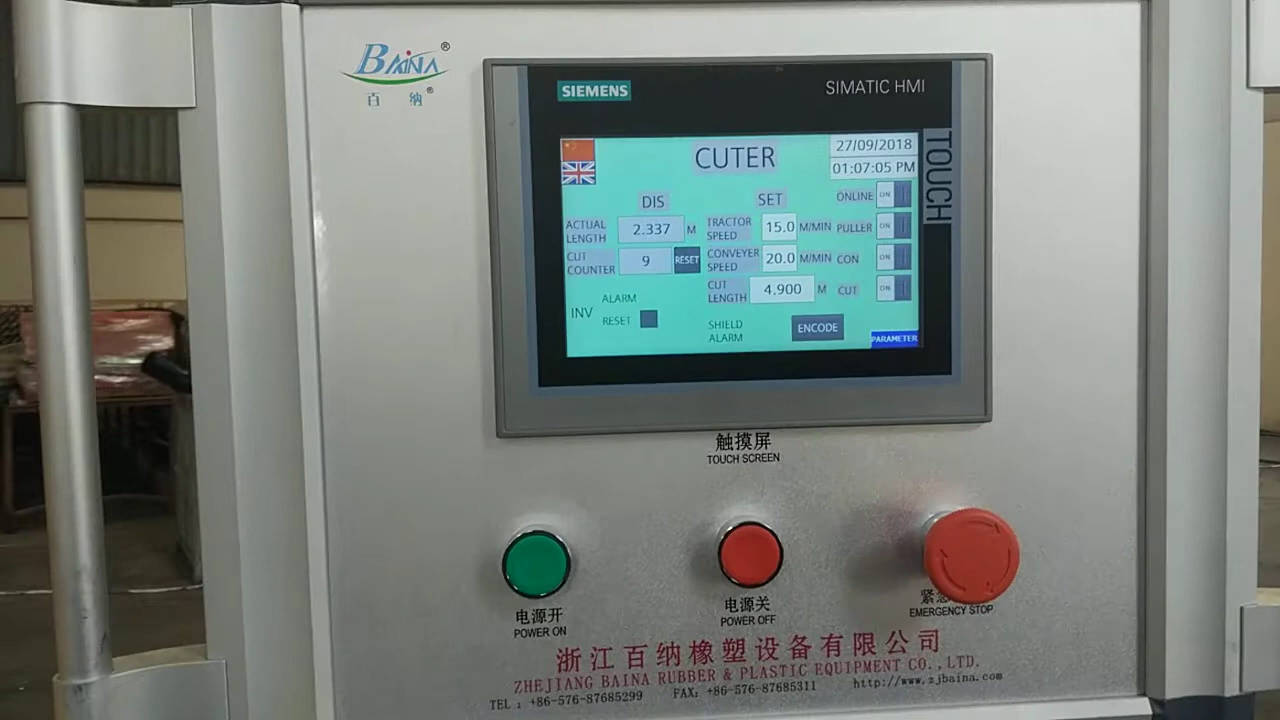 BAINA®
百 纳®
SIEMENS
SIMATIC HMI
TOUCH
CUTER
27/09/2018
01:07:05 PM
DIS
SET
ONLINE ON
ACTUAL LENGTH 2.337 M
TRACTOR SPEED 15.0 M/MIN
PULLER ON
CUT COUNTER 9 RESET
CONVEYER SPEED 20.0 M/MIN
CON ON
CUT LENGTH 4.900 M
CUT ON
INV
ALARM
RESET
SHIELD ALARM
ENCODE
PARAMETER
触摸屏
TOUCH SCREEN
电源开
POWER ON
电源关
POWER OFF
紧急
EMERGENCY STOP
浙江百纳橡塑设备有限公司
ZHEJIANG BAINA RUBBER & PLASTIC EQUIPMENT CO.,LTD.
TEL：+86-576-87685299 FAX：+86-576-87685311 http://www.zjbaina.com